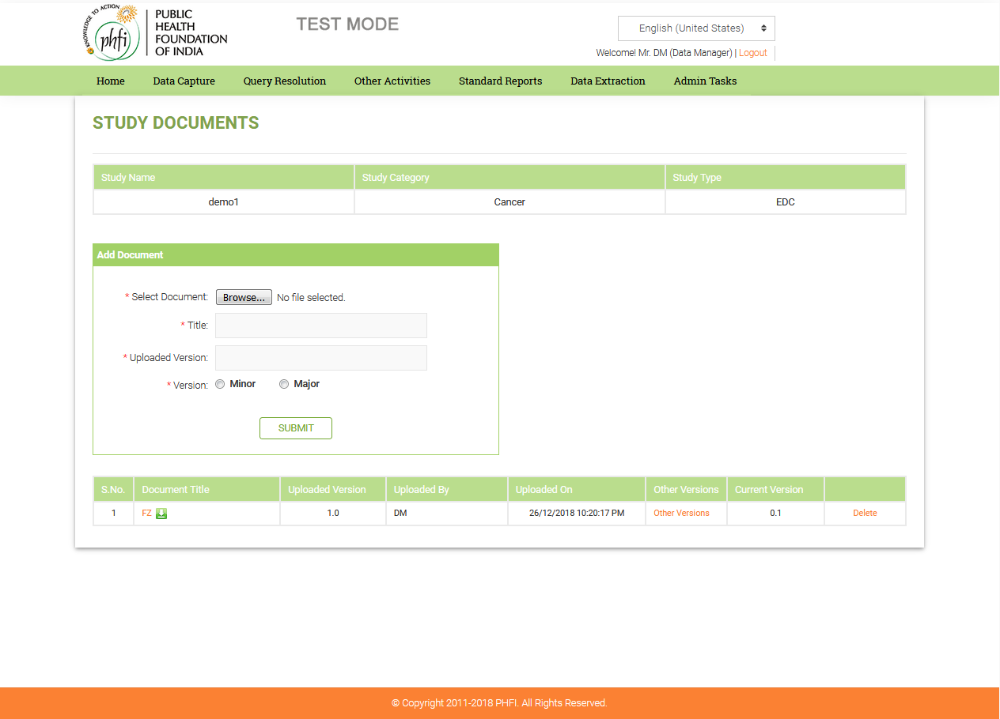 KNOWLEDGE TO ACTION
phfi
PUBLIC
HEALTH
FOUNDATION
OF INDIA
TEST MODE
English (United States)
Welcome! Mr. DM (Data Manager) | Logout
Home Data Capture Query Resolution Other Activities Standard Reports Data Extraction Admin Tasks
STUDY DOCUMENTS
Study Name Study Category Study Type
demo1 Cancer EDC
Add Document
* Select Document: Browse... No file selected.
* Title:
* Uploaded Version:
* Version: Minor Major
SUBMIT
S.No. Document Title Uploaded Version Uploaded By Uploaded On Other Versions Current Version
1 FZ 1.0 DM 26/12/2018 10:20:17 PM Other Versions 0.1 Delete
© Copyright 2011-2018 PHFI. All Rights Reserved.